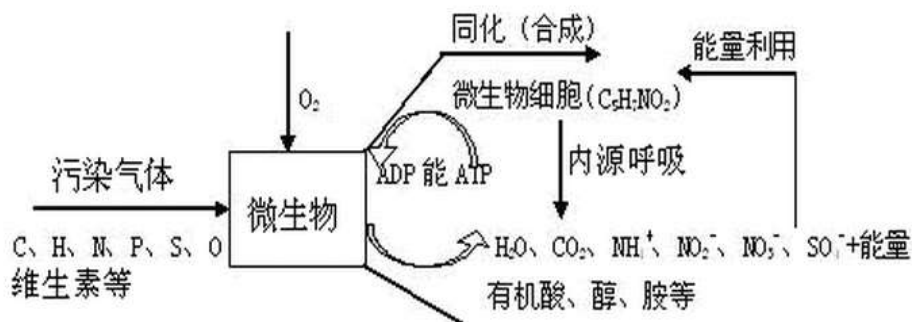 同化（合成）
能量利用
O₂
微生物细胞(C₅H₇NO₂)
污染气体
ADP 能 ATP
内源呼吸
微生物
C、H、N、P、S、O
H₂O、CO₂、NH₄⁺、NO₂⁻、NO₃⁻、SO₄⁻+能量
维生素等
有机酸、醇、胺等